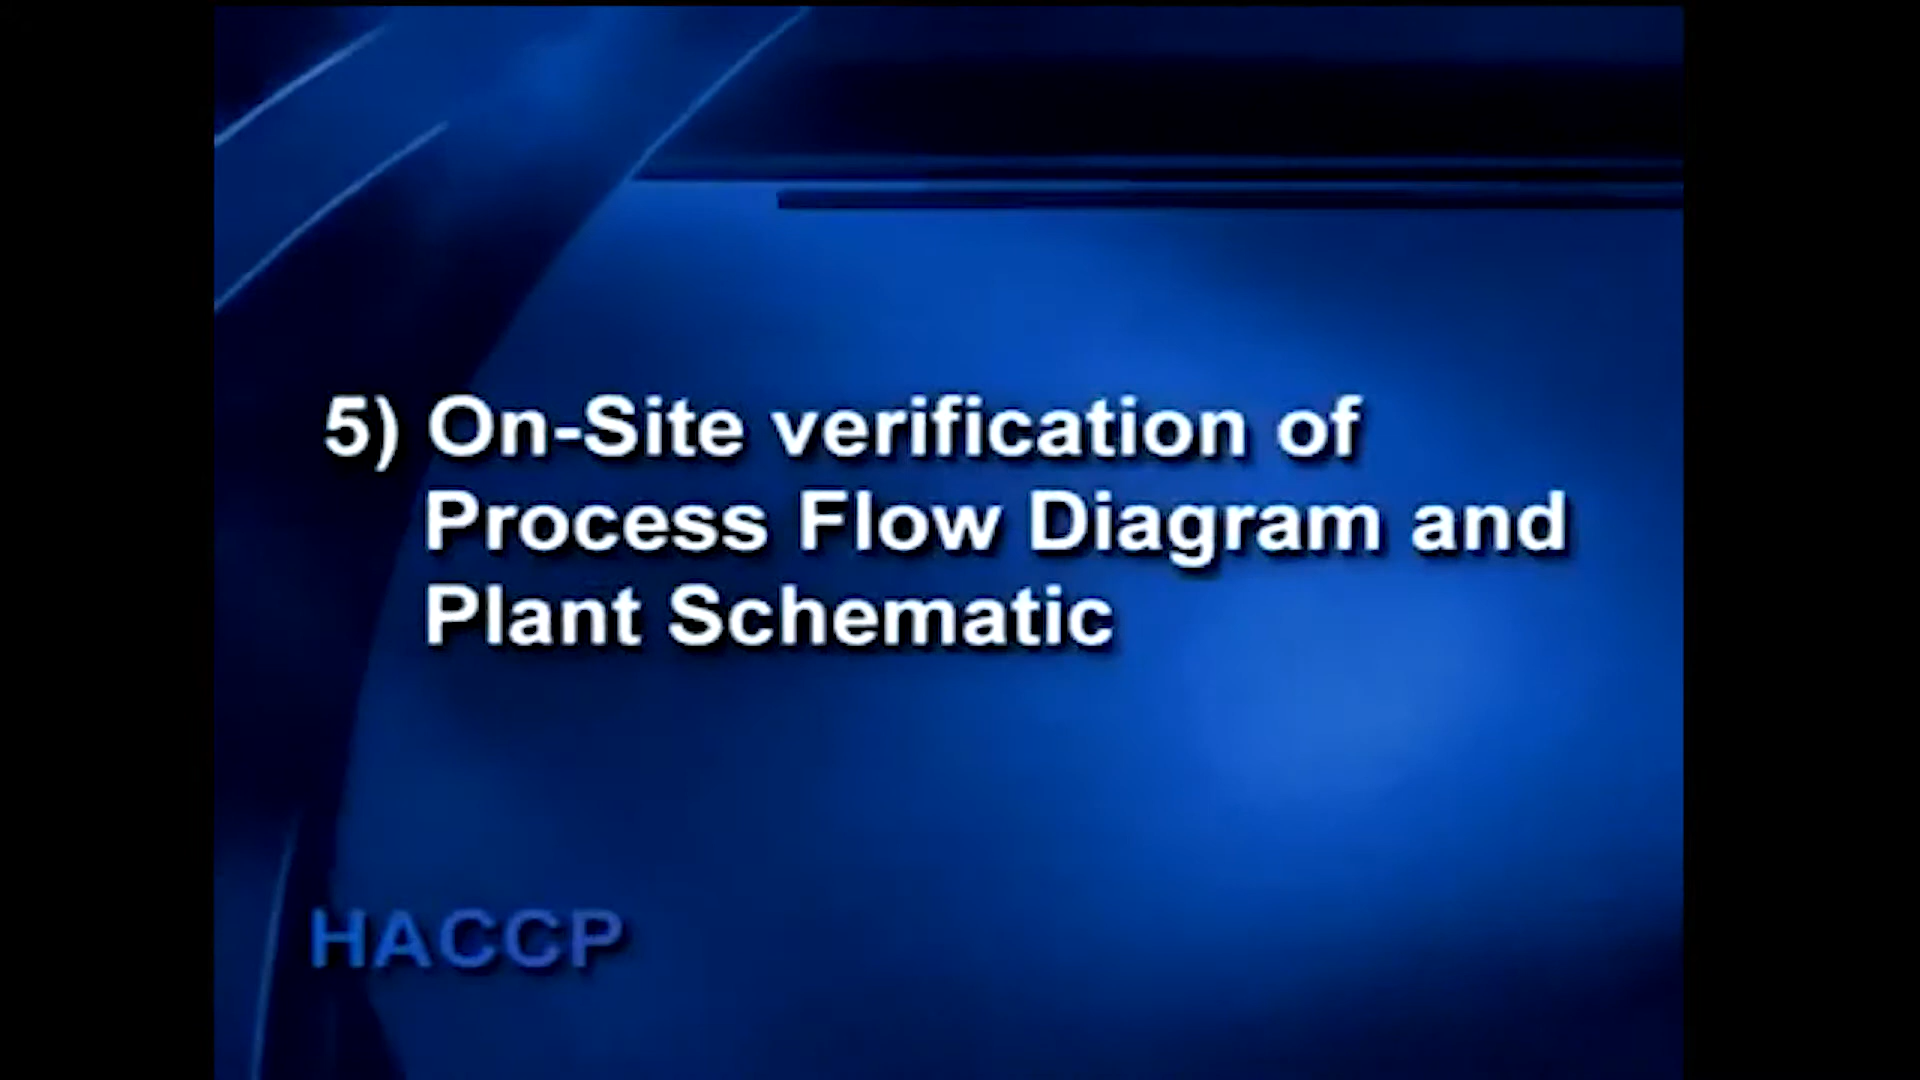 5) On-Site verification of
Process Flow Diagram and
Plant Schematic
HACCP